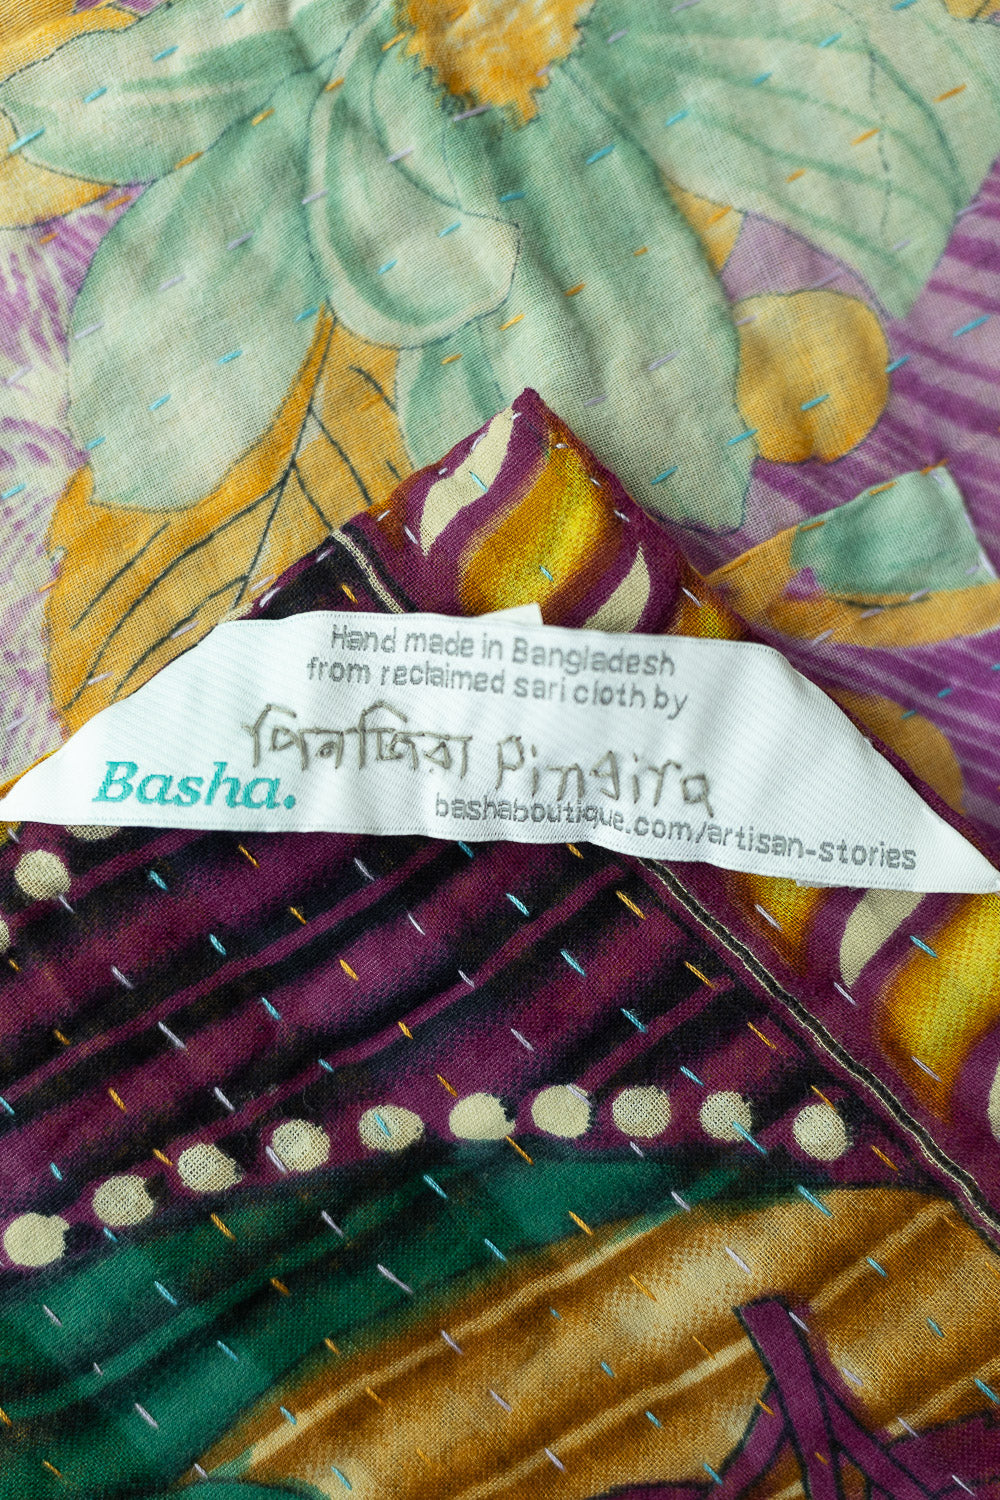 Hand made in Bangladesh
from reclaimed sari cloth by
পিনজিরা Pingira
Basha.
bashaboutique.com/artisan-stories